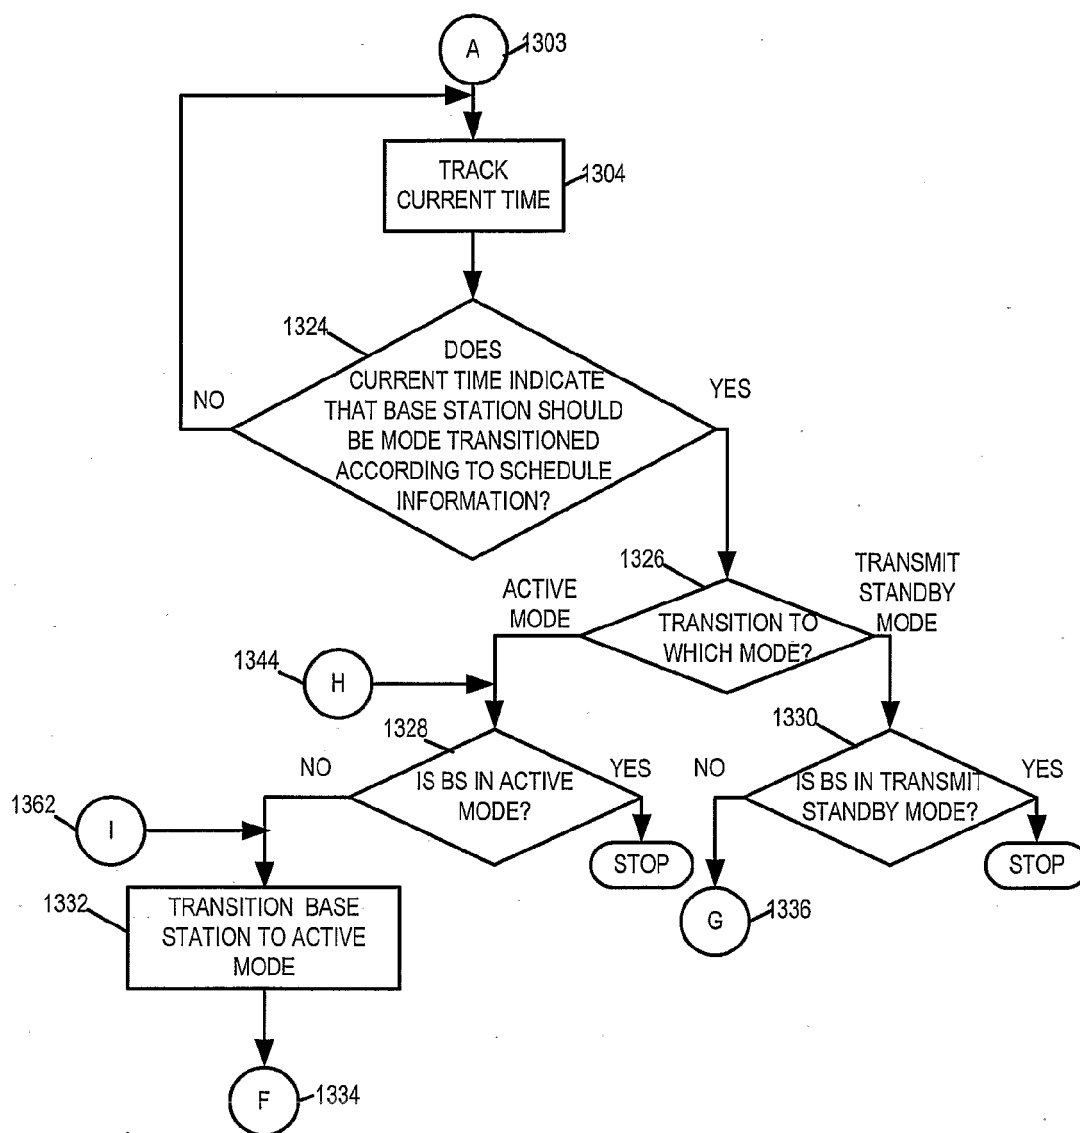 A
1303
TRACK
CURRENT TIME
1304
1324
DOES
CURRENT TIME INDICATE
THAT BASE STATION SHOULD
BE MODE TRANSITIONED
ACCORDING TO SCHEDULE
INFORMATION?
NO
YES
1326
ACTIVE
MODE
TRANSITION TO
WHICH MODE?
TRANSMIT
STANDBY
MODE
1344
H
1328
NO
IS BS IN ACTIVE
MODE?
YES
STOP
1330
NO
IS BS IN TRANSMIT
STANDBY MODE?
YES
STOP
1362
I
1332
TRANSITION BASE
STATION TO ACTIVE
MODE
G
1336
F
1334